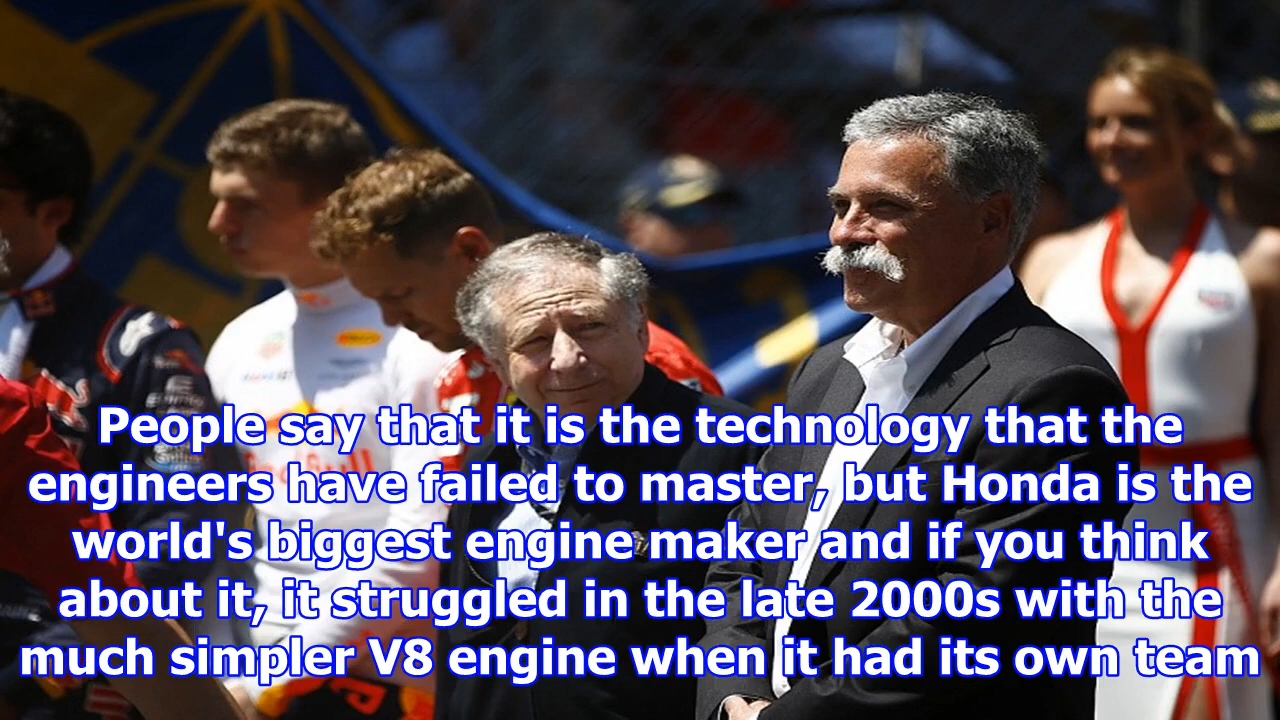 People say that it is the technology that the
engineers have failed to master, but Honda is the
world's biggest engine maker and if you think
about it, it struggled in the late 2000s with the
much simpler V8 engine when it had its own team